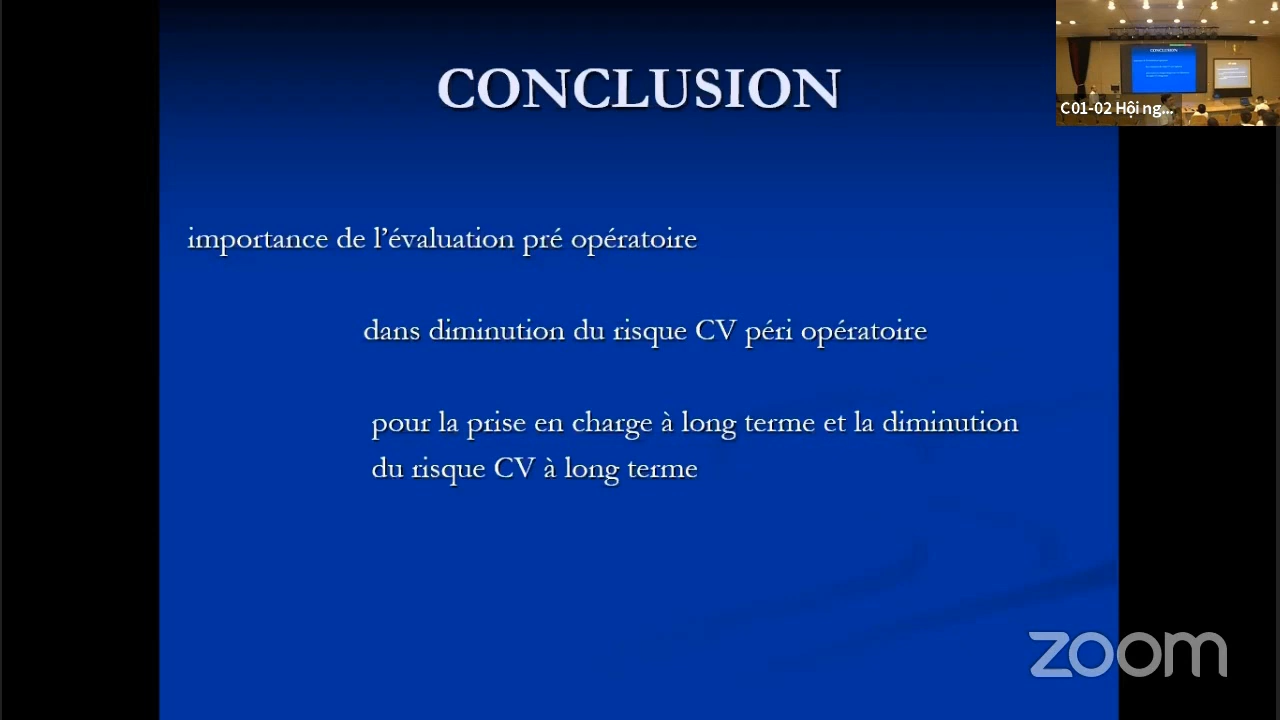 CONCLUSION
C01-02 Hội ng...
importance de l’évaluation pré opératoire
dans diminution du risque CV péri opératoire
pour la prise en charge à long terme et la diminution
du risque CV à long terme
zoom